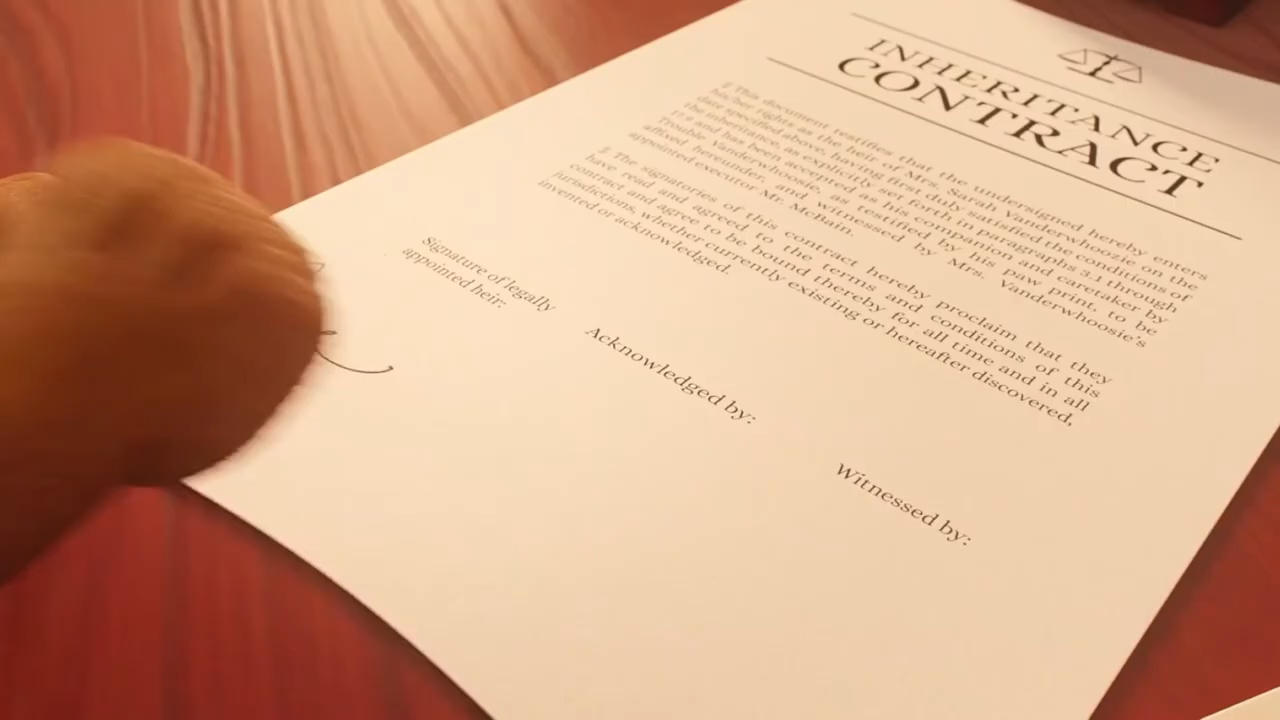 INHERITANCE
CONTRACT
1. This document testifies that the undersigned hereby enters
his/her rights as the heir of Mrs. Sarah Vanderwhoozie on the
date specified above, having first duly satisfied the conditions of
the inheritance, as explicitly set forth in paragraphs 3.1 through
17.9 and has been accepted as his companion and caretaker by
Trouble Vanderwhoosie, as testified by his paw print, to be
affixed hereunder, and witnessed by Mrs. Vanderwhoosie's
appointed executor Mr. McBain.
2. The signatories of this contract hereby proclaim that they
have read and agreed to the terms and conditions of this
contract and agree to be bound thereby for all time and in all
jurisdictions, whether currently existing or hereafter discovered,
invented or acknowledged.
Signature of legally
appointed heir:
Acknowledged by:
Witnessed by: